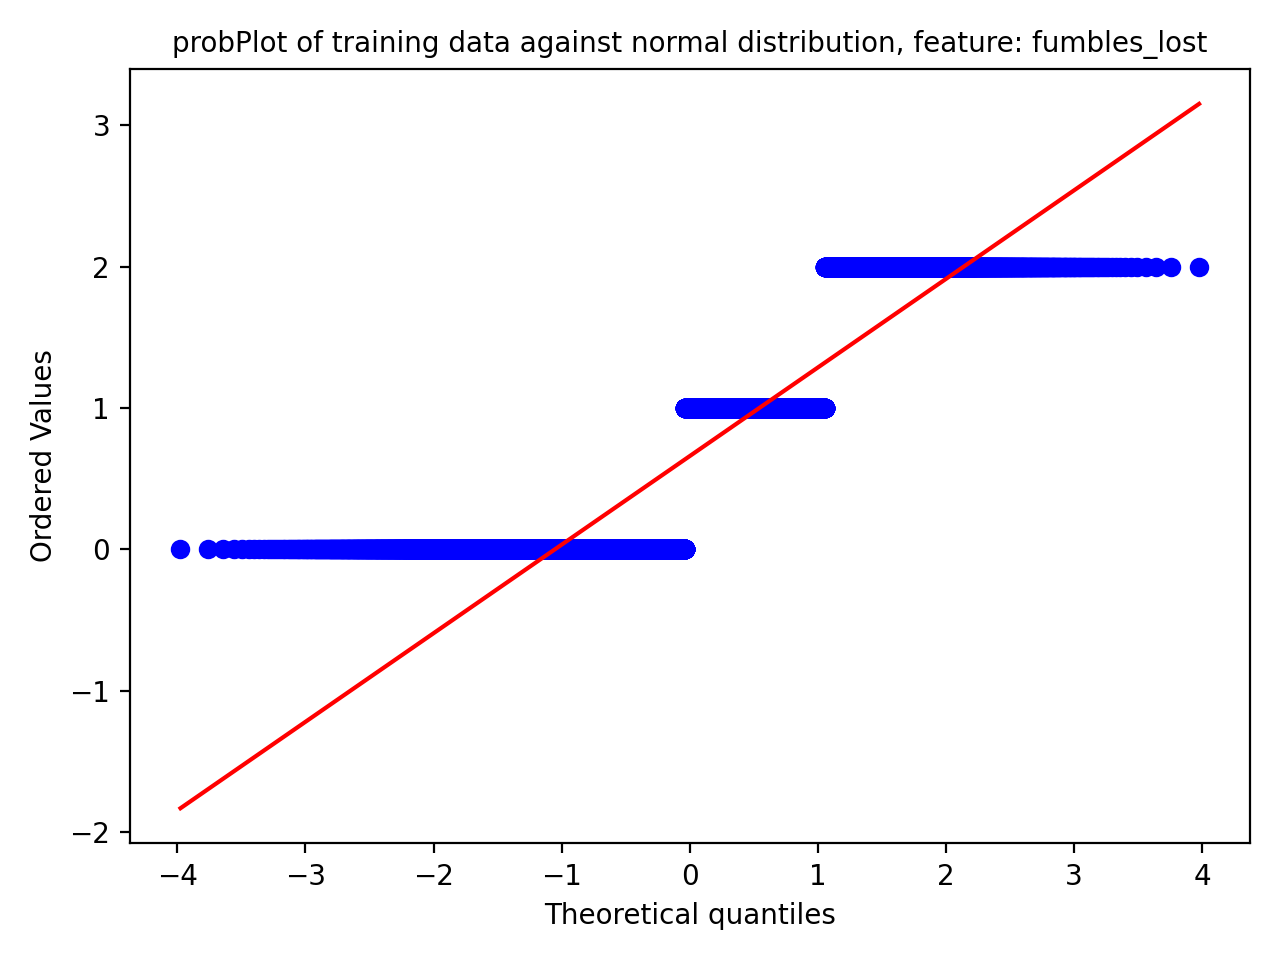 probPlot of training data against normal distribution, feature: fumbles_lost
3
2
1
0
−1
−2
Ordered Values
−4 −3 −2 −1 0 1 2 3 4
Theoretical quantiles